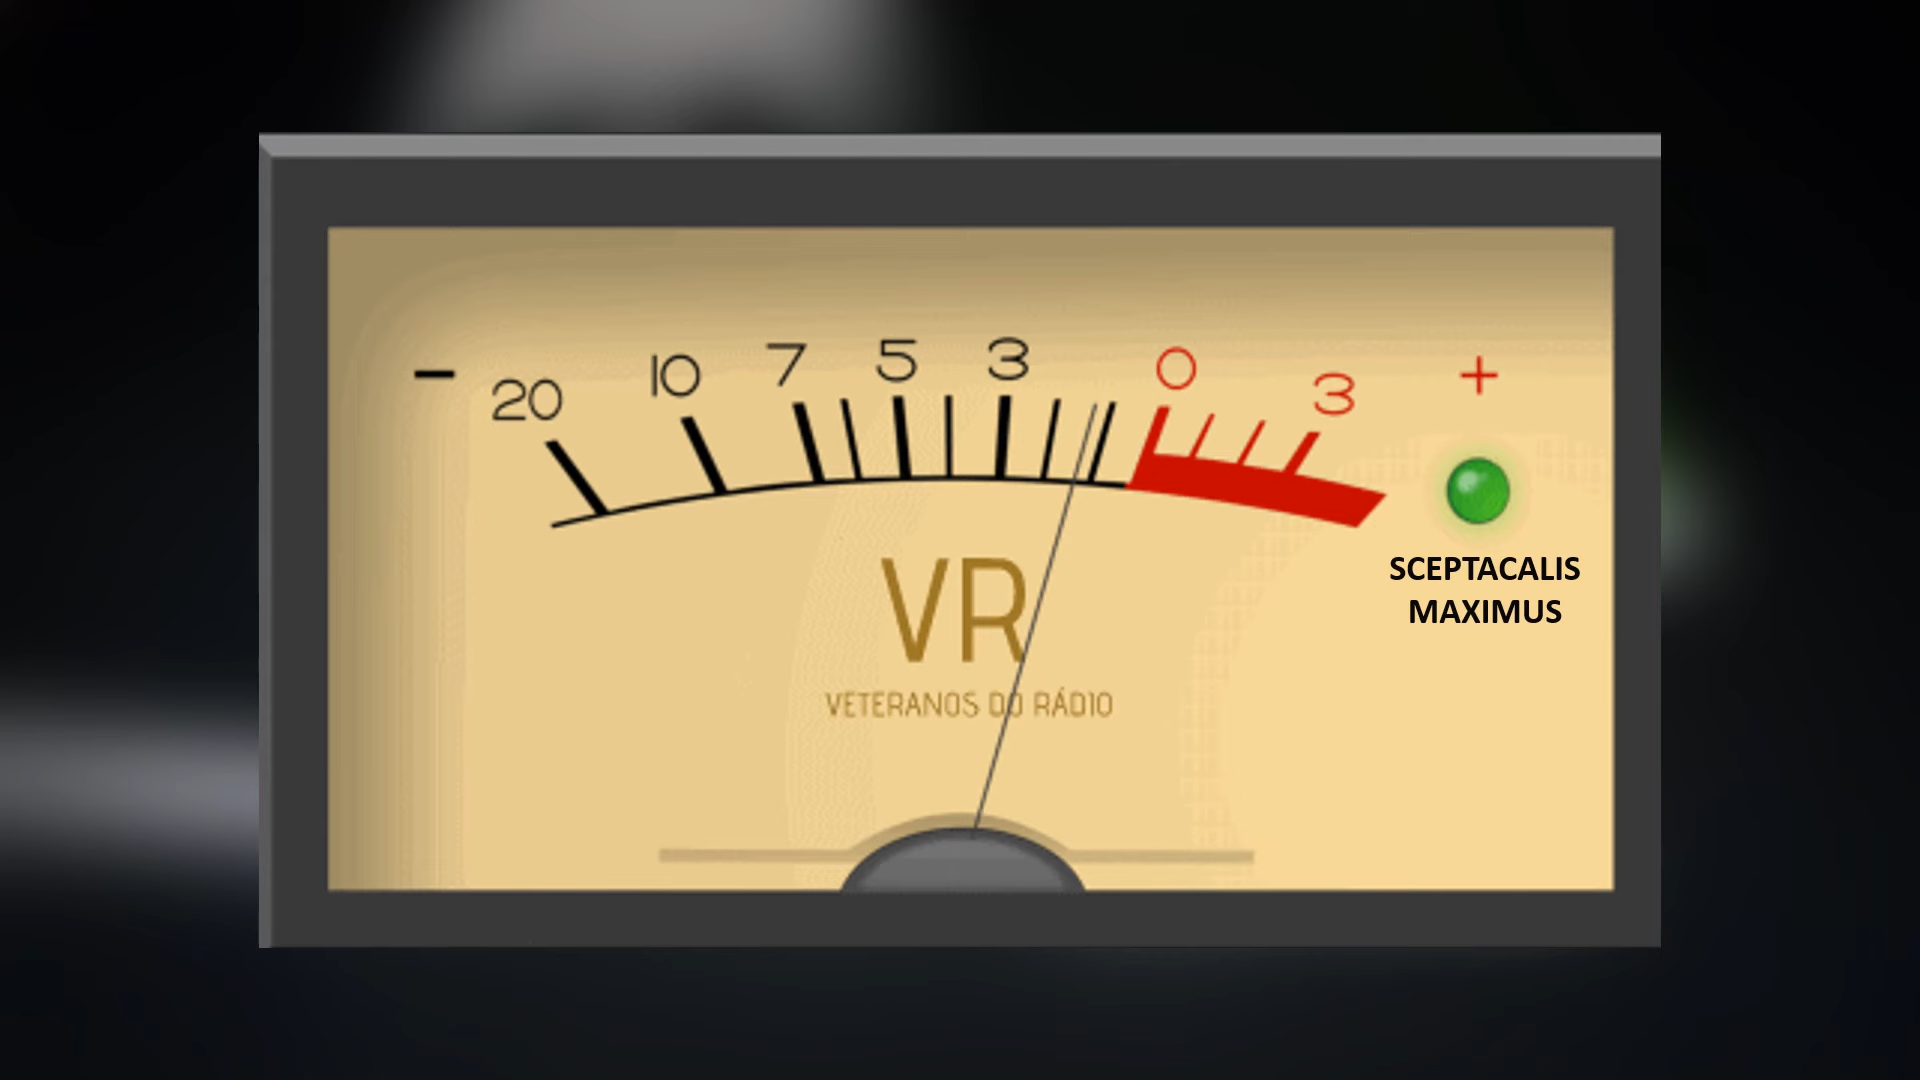 − 20 10 7 5 3 0 3 +
SCEPTACALIS
MAXIMUS
VR
VETERANOS DO RÁDIO